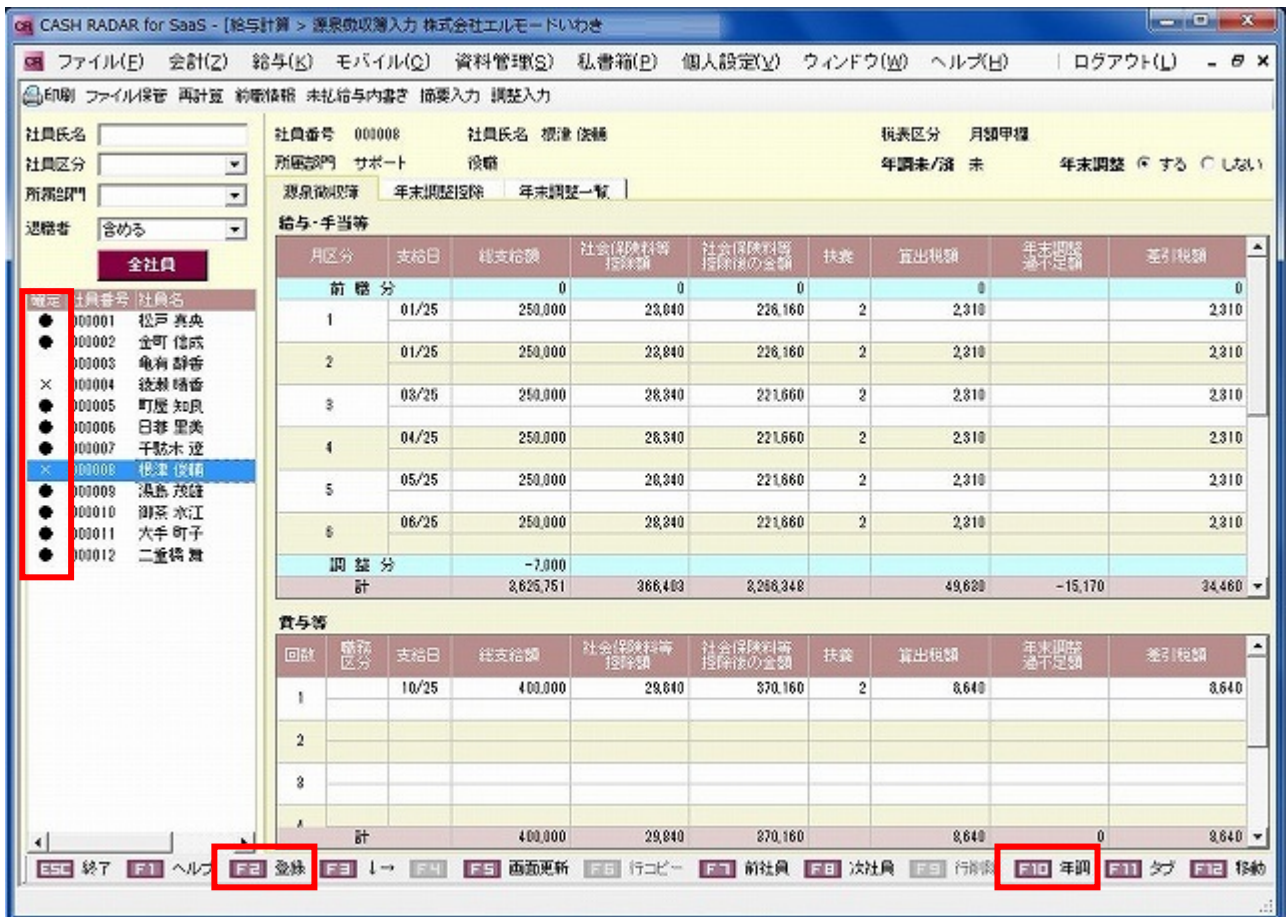 CASH RADAR for SaaS - [給与計算 > 源泉徴収簿入力 株式会社エルモードいわき
ファイル(F) 会計(Z) 給与(K) モバイル(Q) 資料管理(S) 私書箱(P) 個人設定(V) ウィンドウ(W) ヘルプ(H) ログアウト(L)
印刷 ファイル保管 再計算 前職情報 未払給与内書き 摘要入力 調整入力
社員氏名
社員区分
所属部門
退職者 含める
全社員
確定 社員番号 社員名
● 000001 松戸 真央
● 000002 金町 信成
000003 亀有 静香
× 000004 綾瀬 晴香
● 000005 町屋 知良
● 000006 日暮 里美
● 000007 千駄木 遼
× 000008 根津 俊輔
● 000009 湯島 茂雄
● 000010 御茶 水江
● 000011 大手 町子
● 000012 二重橋 舞
社員番号 000008 社員氏名 根津 俊輔 税表区分 月額甲欄
所属部門 サポート 役職 年調未/済 未 年末調整 する しない
源泉徴収簿 年末調整控除 年末調整一覧
給与・手当等
月区分 支給日 総支給額 社会保険料等控除額 社会保険料等控除後の金額 扶養 算出税額 年末調整過不足額 差引税額
前職分 0 0 0 0 0
1 01/25 250,000 23,840 226,160 2 2,310 2,310
2 01/25 250,000 23,840 226,160 2 2,310 2,310
3 03/25 250,000 28,340 221,660 2 2,310 2,310
4 04/25 250,000 28,340 221,660 2 2,310 2,310
5 05/25 250,000 28,340 221,660 2 2,310 2,310
6 06/25 250,000 28,340 221,660 2 2,310 2,310
調整分 -7,000
計 3,625,751 366,403 49,630 -15,170 34,460
賞与等
回数 職務区分 支給日 総支給額 社会保険料等控除額 社会保険料等控除後の金額 扶養 算出税額 年末調整過不足額 差引税額
1 10/25 400,000 29,840 370,160 2 8,640 8,640
2
3
4
計 400,000 29,840 370,160 8,640 0 8,640
ESC 終了 F1 ヘルプ F2 登録 F3 ↓→ F4 F5 画面更新 F6 行コピー F7 前社員 F8 次社員 F9 行削除 F10 年調 F11 タブ F12 移動